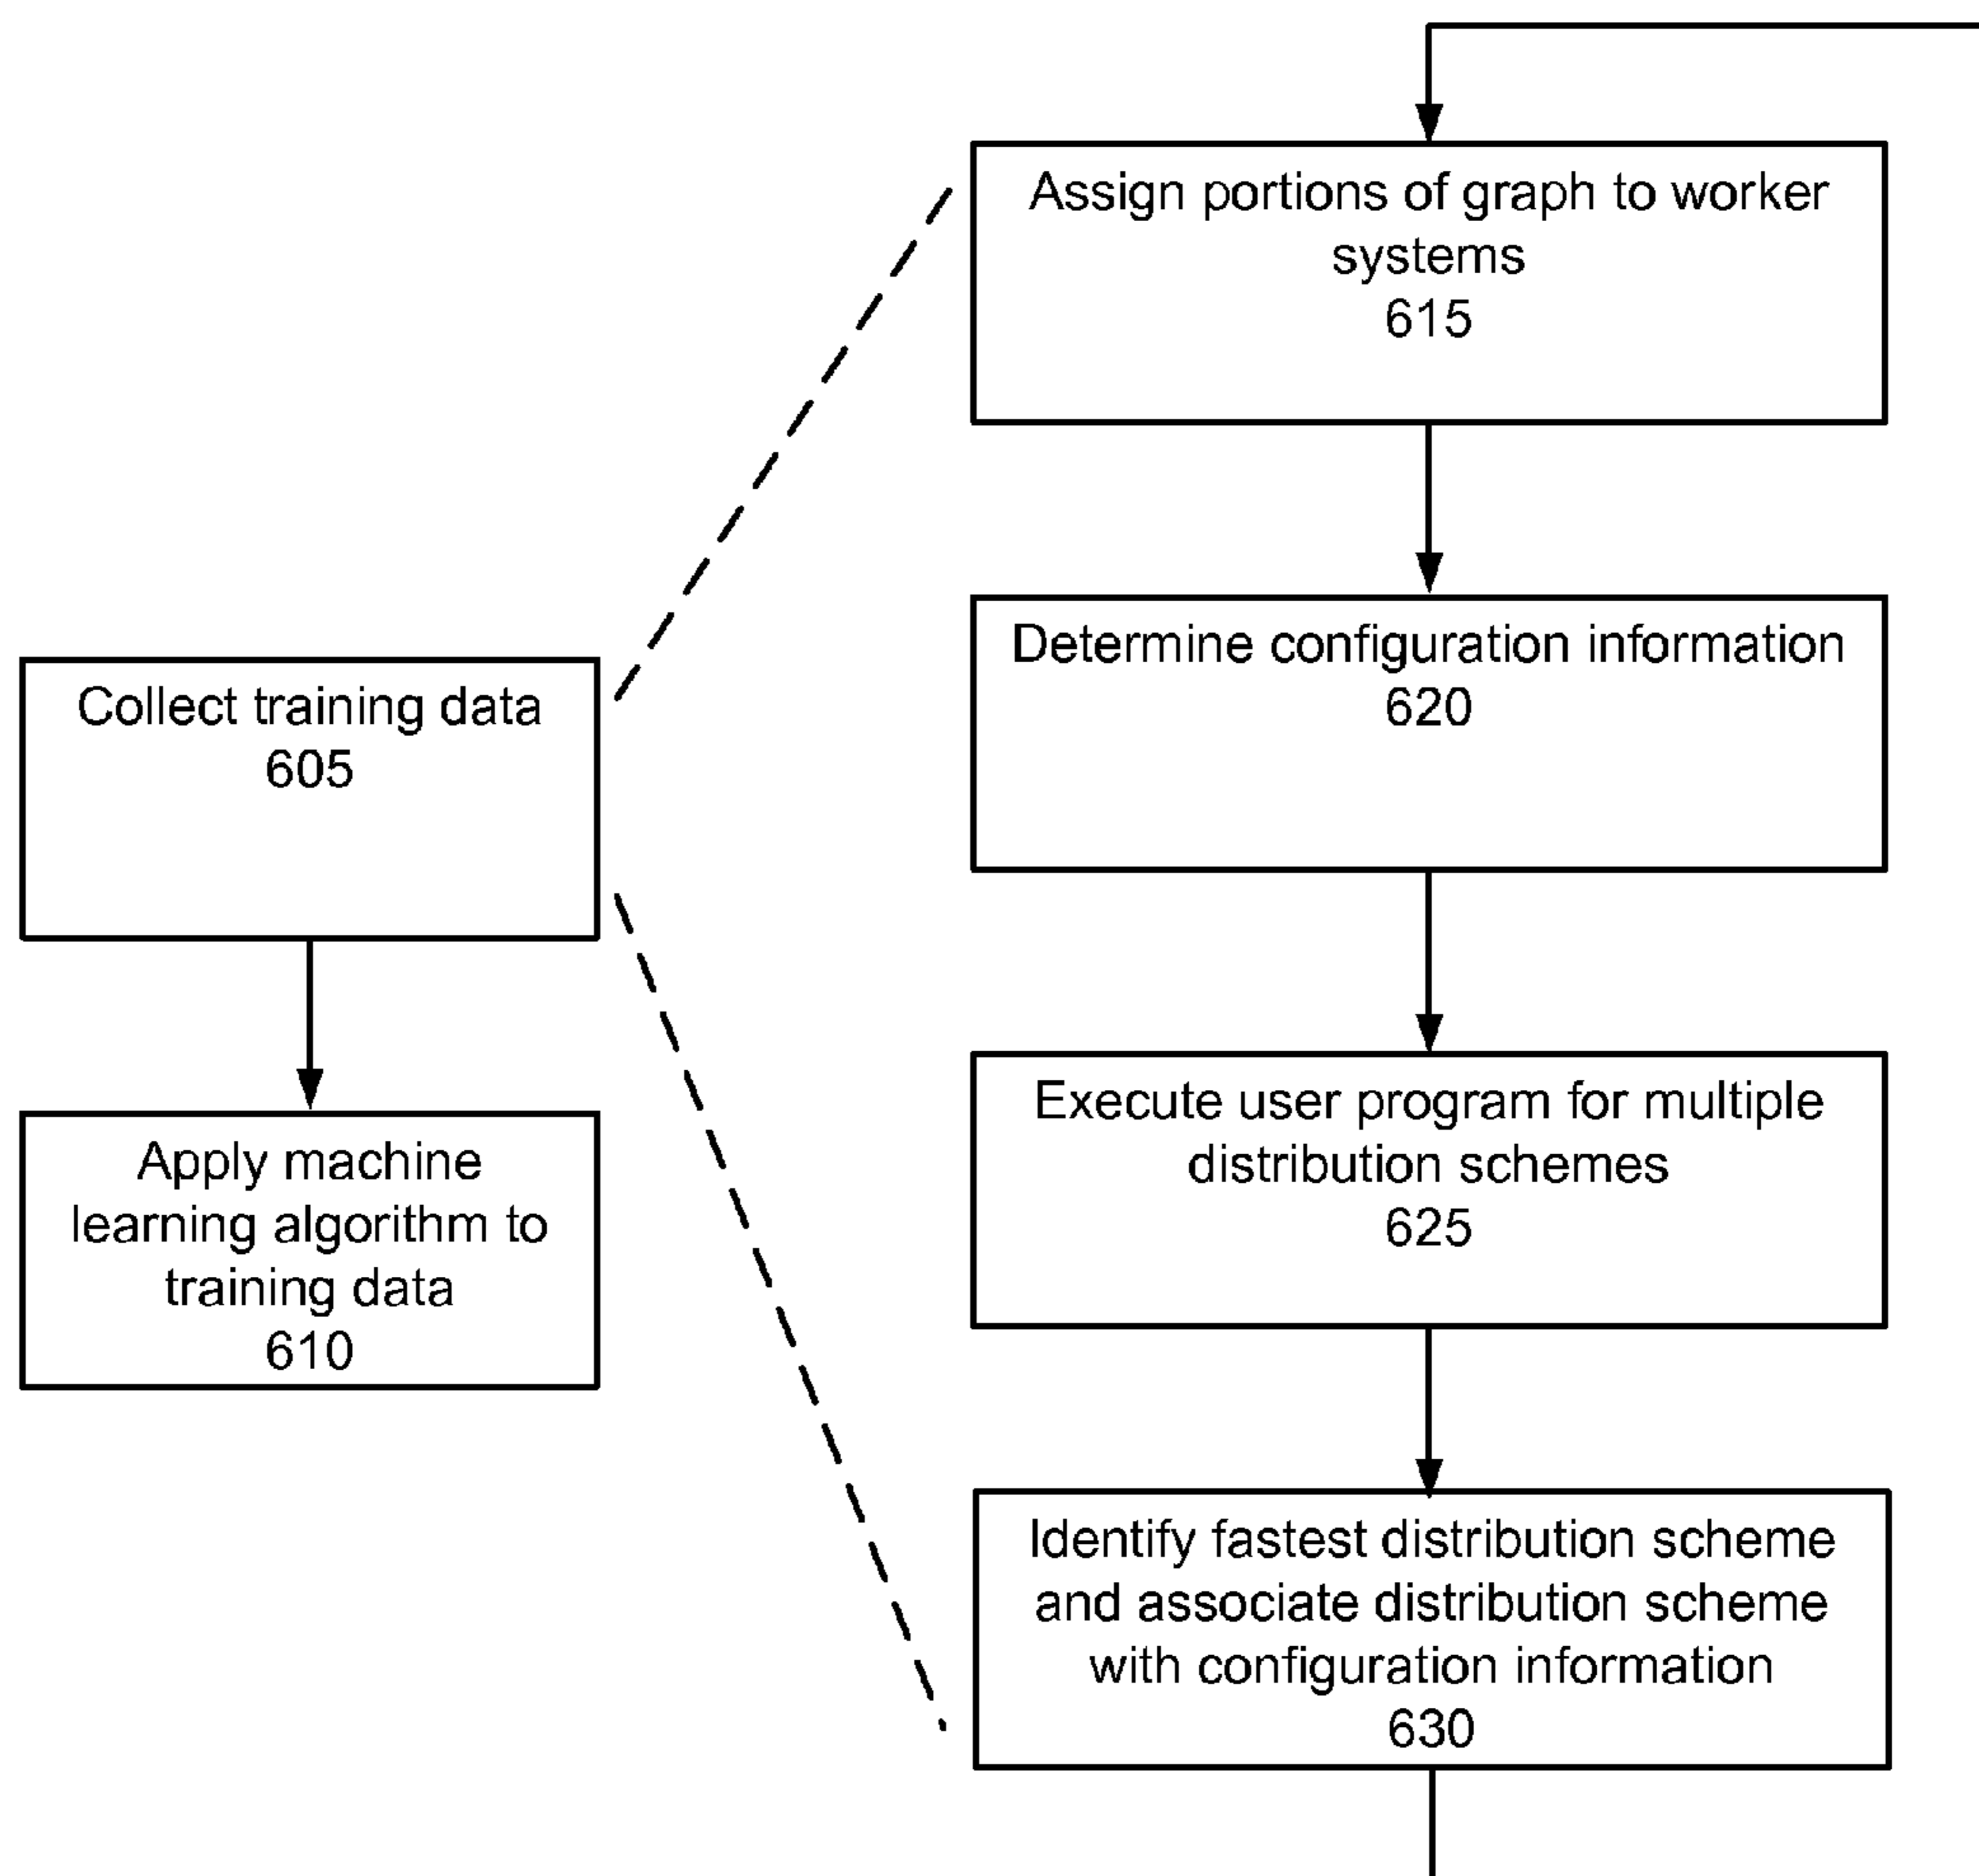 Collect training data
605
Apply machine
learning algorithm to
training data
610
Assign portions of graph to worker
systems
615
Determine configuration information
620
Execute user program for multiple
distribution schemes
625
Identify fastest distribution scheme
and associate distribution scheme
with configuration information
630